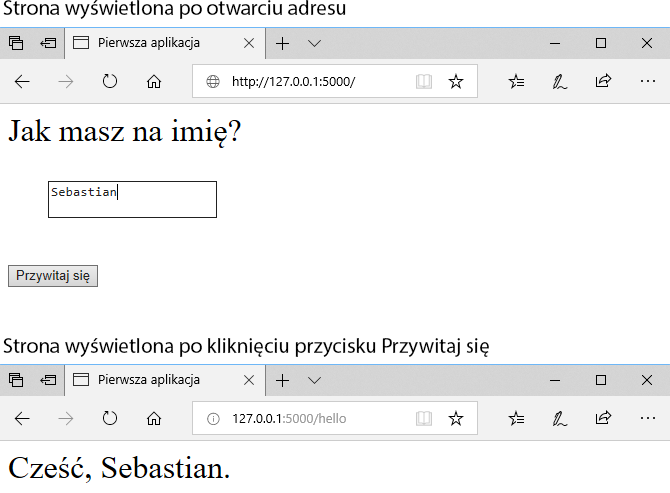 Strona wyświetlona po otwarciu adresu
Pierwsza aplikacja
http://127.0.0.1:5000/
Jak masz na imię?
Sebastian
Przywitaj się
Strona wyświetlona po kliknięciu przycisku Przywitaj się
Pierwsza aplikacja
127.0.0.1:5000/hello
Cześć, Sebastian.